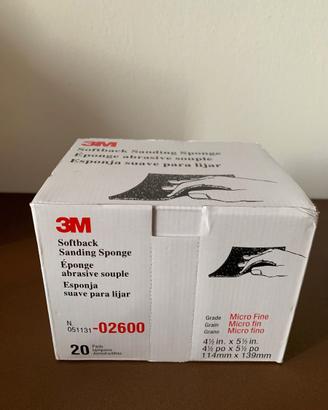 3M
Softback Sanding Sponge
Éponge abrasive souple
Esponja suave para lijar
3M
Softback
Sanding Sponge
Éponge
abrasive souple
Esponja
suave para lijar
N
051131-02600
20 Pads
Grade Micro Fine
Grain Micro fin
Grano Micro fino
4½ in. x 5½ in.
4½ po x 5½ po
114mm x 139mm